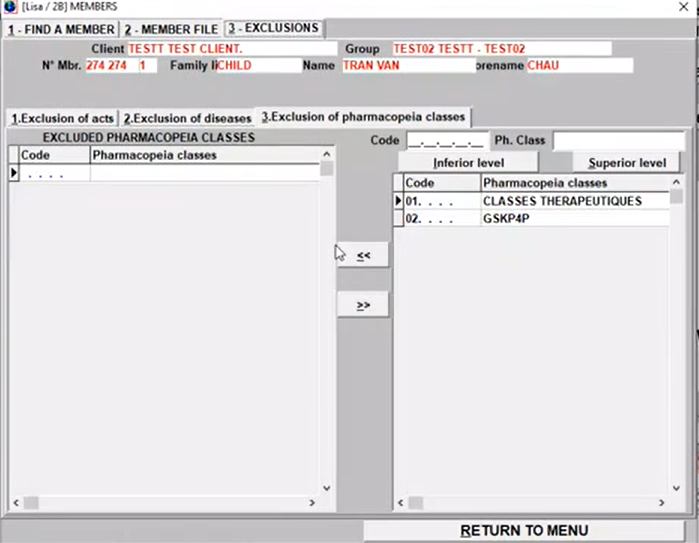 [Lisa / 2B] MEMBERS
1 - FIND A MEMBER 2 - MEMBER FILE 3 - EXCLUSIONS
Client TESTT TEST CLIENT. Group TEST02 TESTT - TEST02
N° Mbr. 274 274 1 Family li CHILD Name TRAN VAN orename CHAU
1.Exclusion of acts 2.Exclusion of diseases 3.Exclusion of pharmacopeia classes
EXCLUDED PHARMACOPEIA CLASSES Code __.__.__.__.__ Ph. Class
Inferior level Superior level
Code Pharmacopeia classes
. . . .
Code Pharmacopeia classes
01. . . . CLASSES THERAPEUTIQUES
02. . . . GSKP4P
<<
>>
RETURN TO MENU